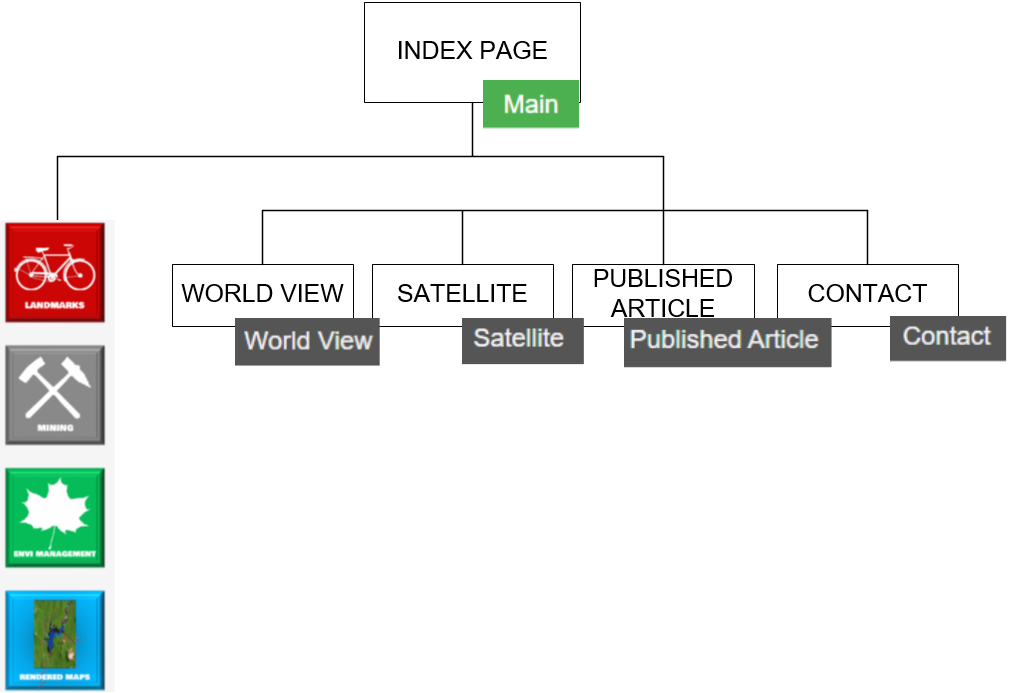 INDEX PAGE
Main
LANDMARKS
MINING
ENVI MANAGEMENT
RENDERED MAPS
WORLD VIEW
World View
SATELLITE
Satellite
PUBLISHED
ARTICLE
Published Article
CONTACT
Contact